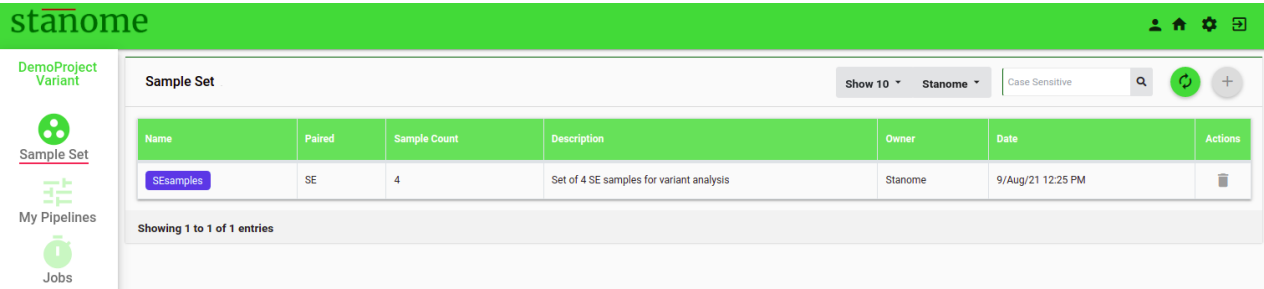 stanome
DemoProject
Variant
Sample Set
My Pipelines
Jobs
Sample Set Show 10 Stanome Case Sensitive
Name Paired Sample Count Description Owner Date Actions
SEsamples SE 4 Set of 4 SE samples for variant analysis Stanome 9/Aug/21 12:25 PM
Showing 1 to 1 of 1 entries